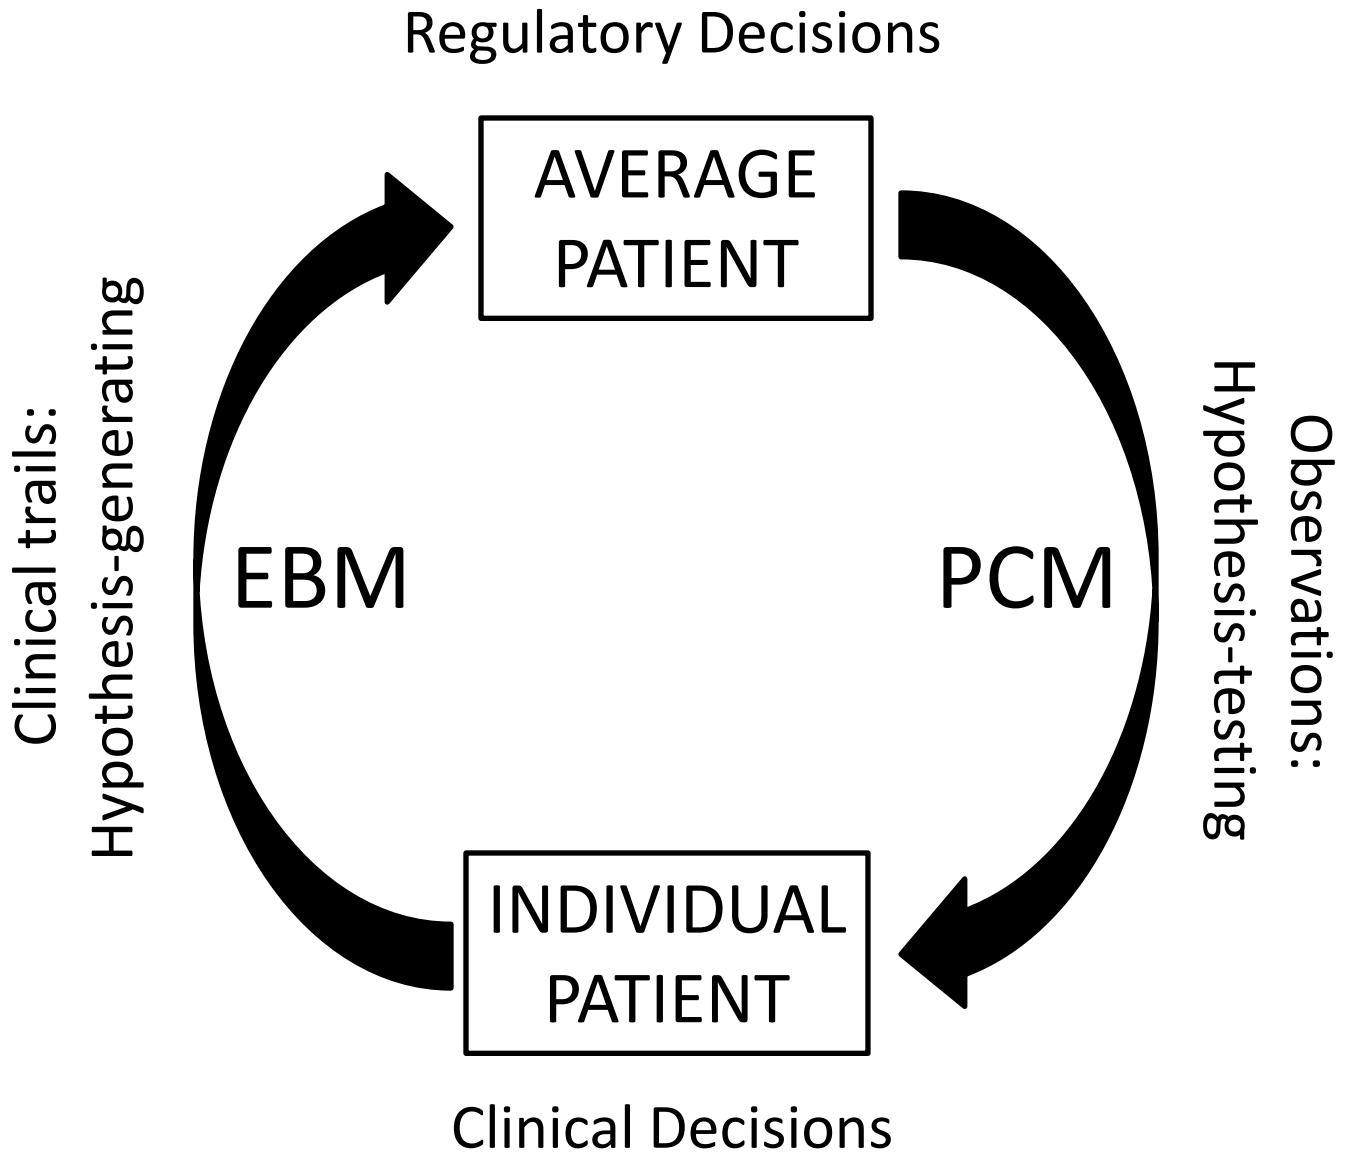 Regulatory Decisions
AVERAGE
PATIENT
Clinical trails:
Hypothesis-generating
EBM
PCM
Observations:
Hypothesis-testing
INDIVIDUAL
PATIENT
Clinical Decisions